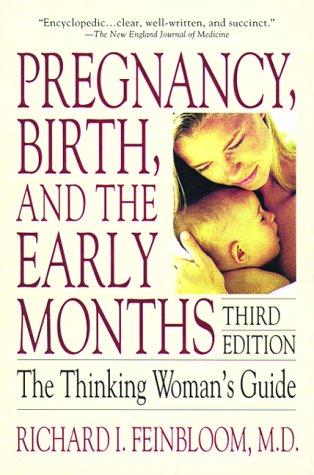 "Encyclopedic...clear, well-written, and succinct."
—The New England Journal of Medicine
PREGNANCY,
BIRTH,
AND THE
EARLY
MONTHS
THIRD
EDITION
The Thinking Woman's Guide
RICHARD I. FEINBLOOM, M.D.